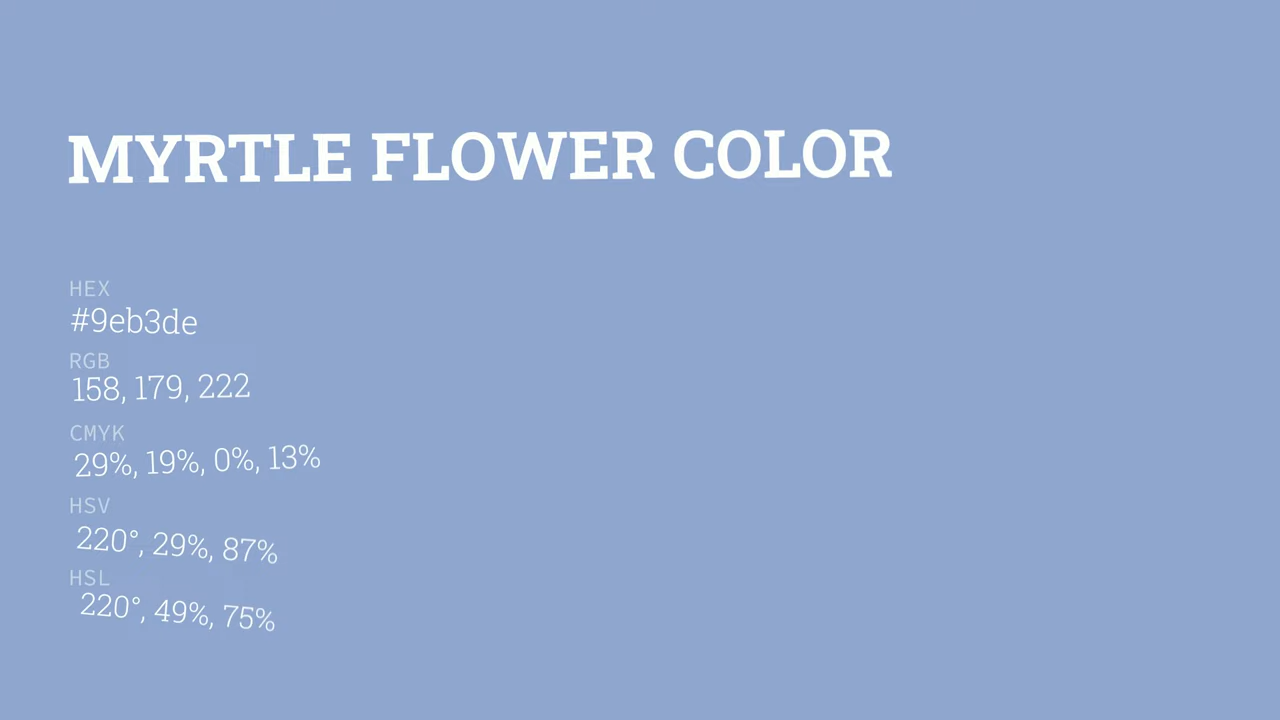 MYRTLE FLOWER COLOR
HEX
#9eb3de
RGB
158, 179, 222
CMYK
29%, 19%, 0%, 13%
HSV
220°, 29%, 87%
HSL
220°, 49%, 75%